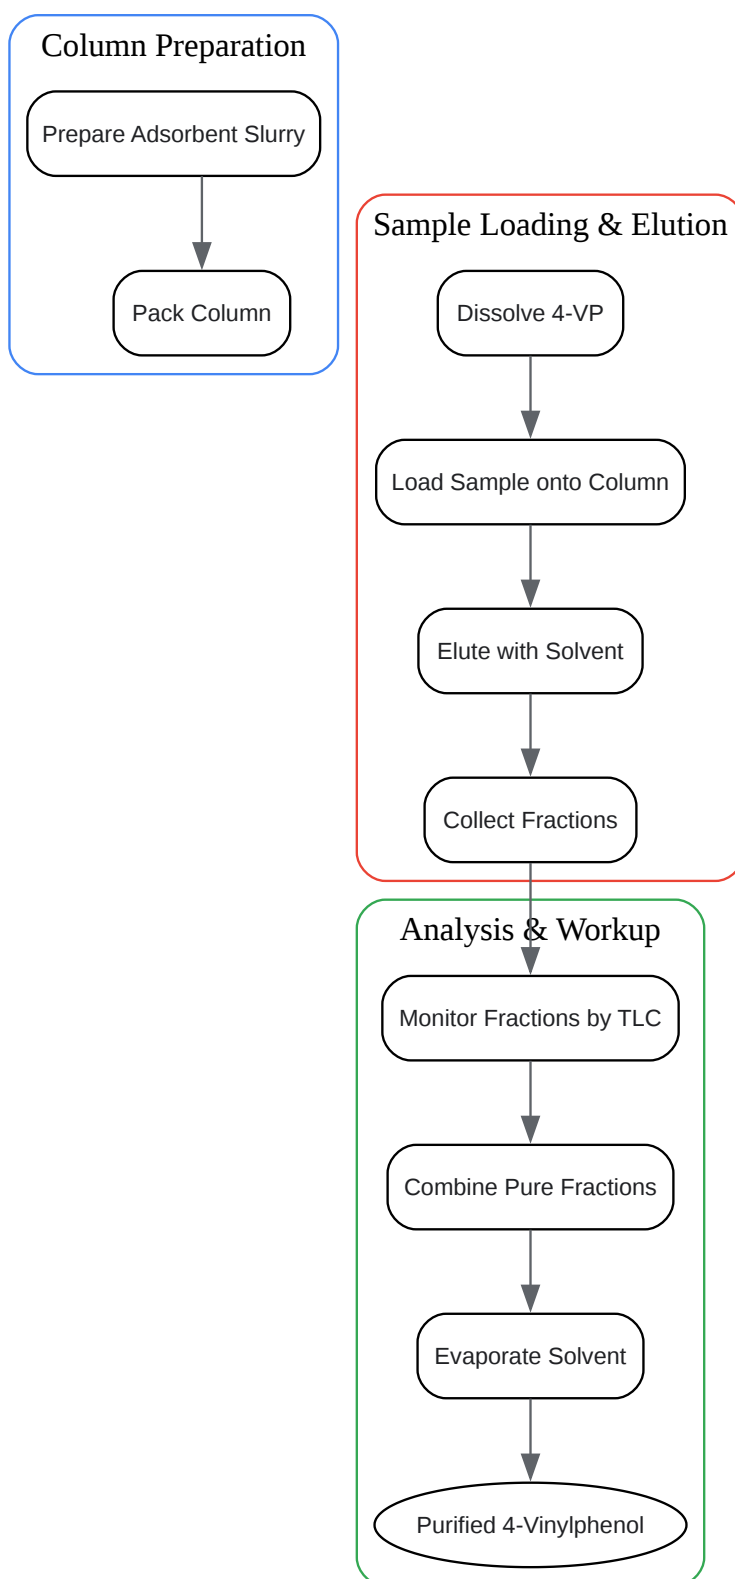 Column Preparation
Prepare Adsorbent Slurry
Pack Column
Sample Loading & Elution
Dissolve 4-VP
Load Sample onto Column
Elute with Solvent
Collect Fractions
Analysis & Workup
Monitor Fractions by TLC
Combine Pure Fractions
Evaporate Solvent
Purified 4-Vinylphenol